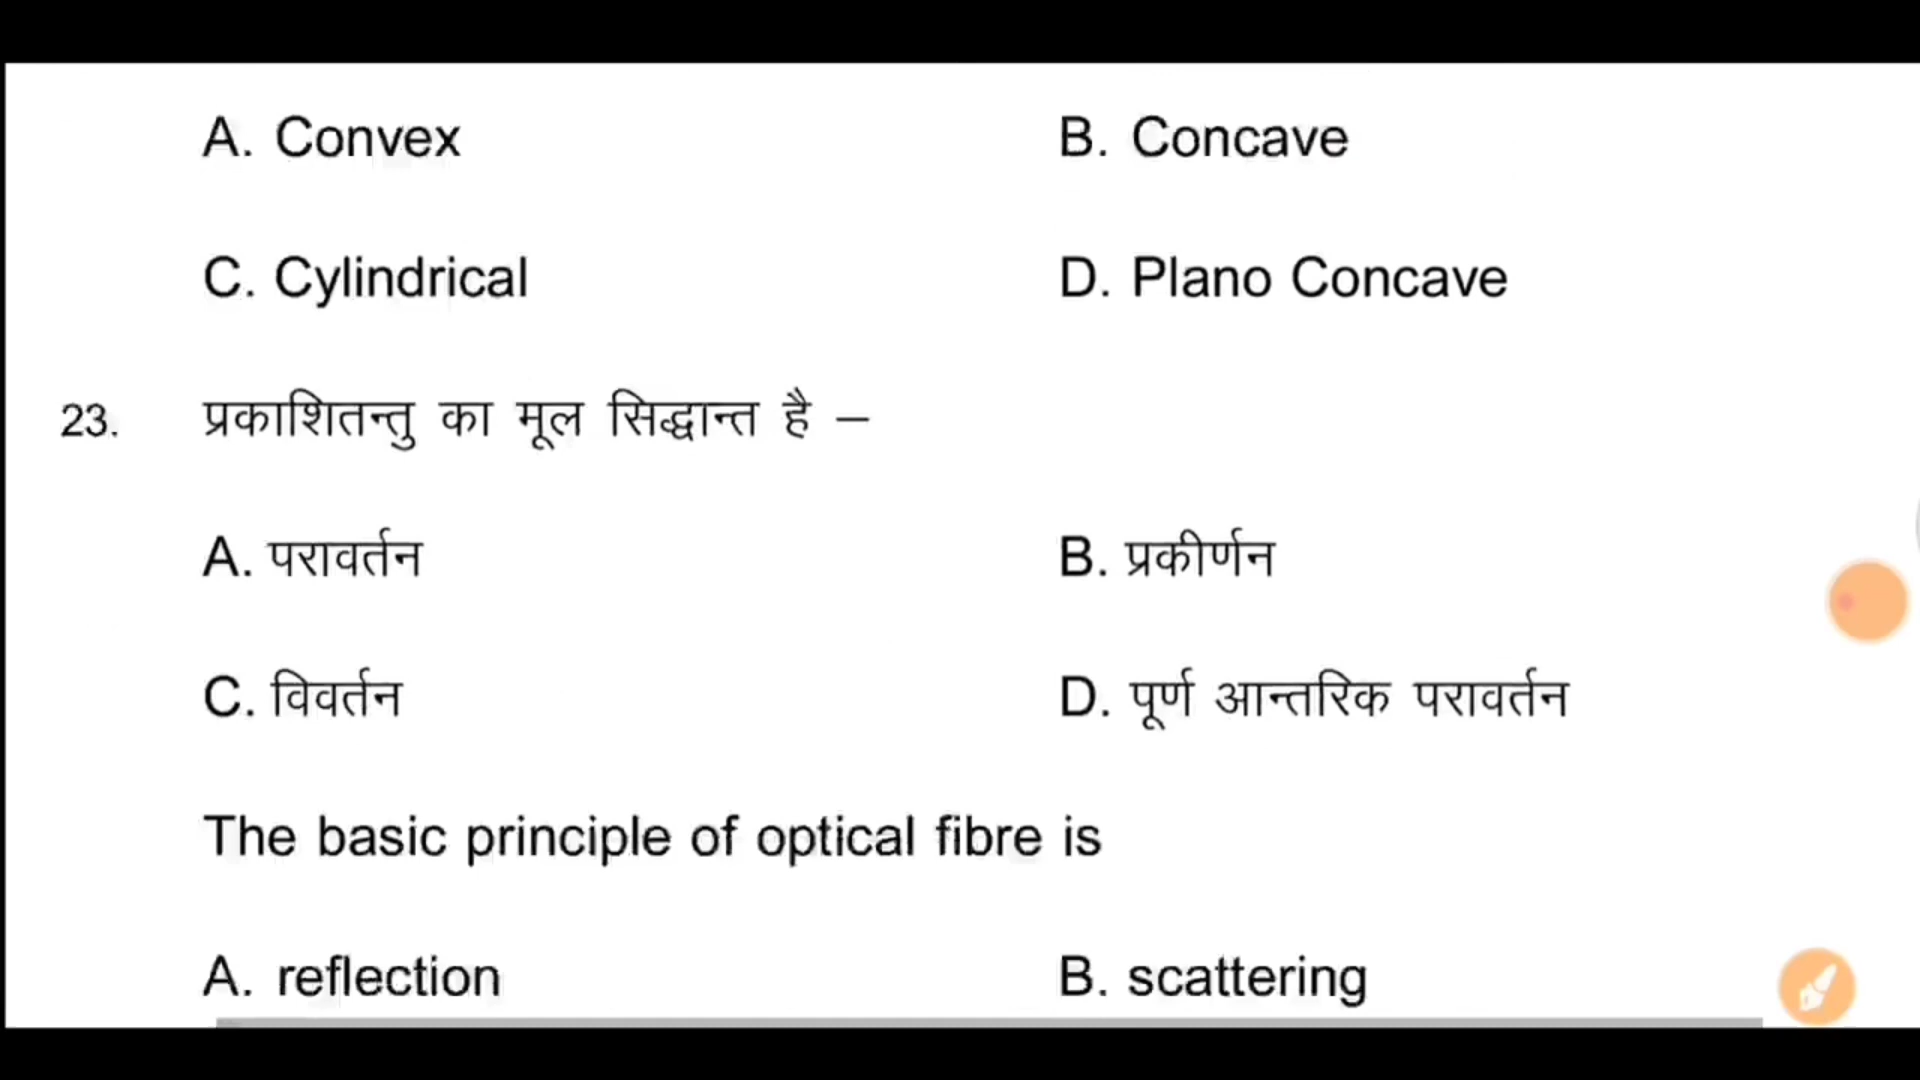 A. Convex B. Concave
C. Cylindrical D. Plano Concave
23. प्रकाशितन्तु का मूल सिद्धान्त है –
A. परावर्तन B. प्रकीर्णन
C. विवर्तन D. पूर्ण आन्तरिक परावर्तन
The basic principle of optical fibre is
A. reflection B. scattering